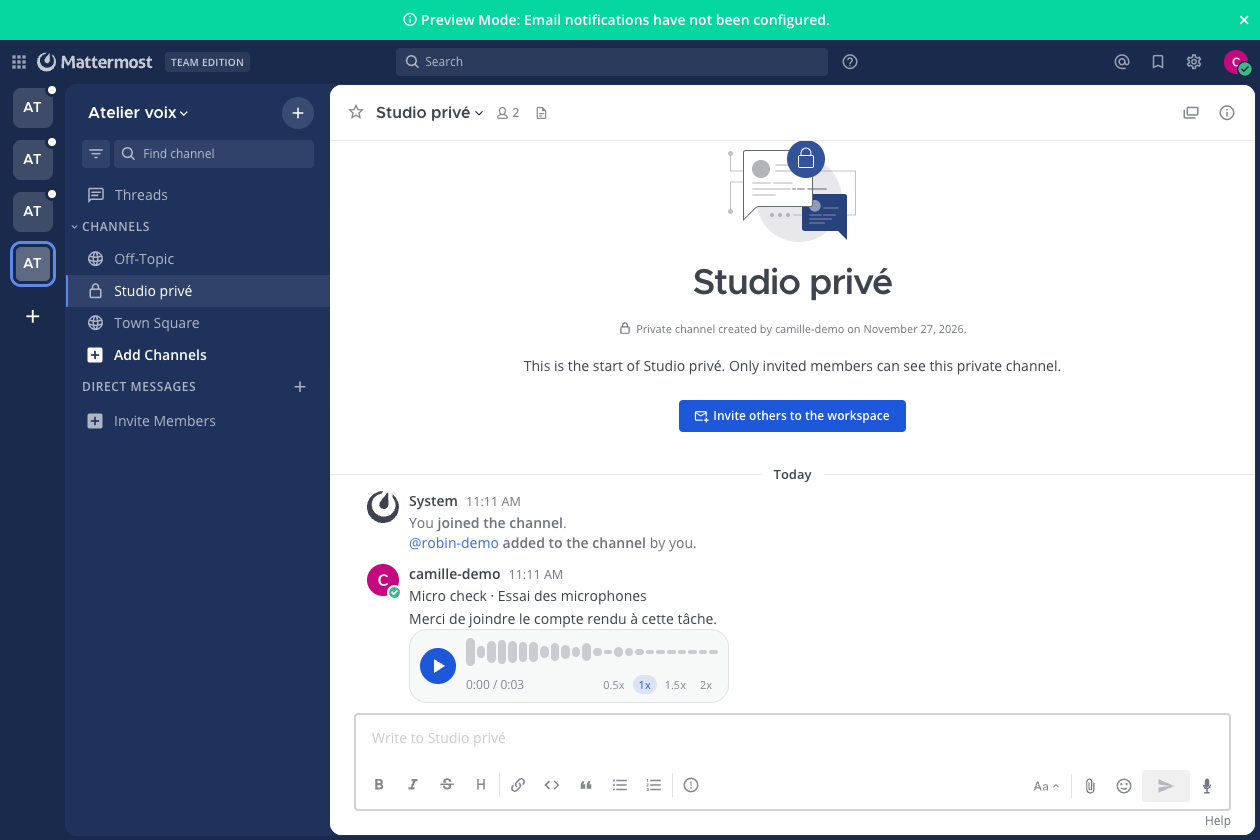 Preview Mode: Email notifications have not been configured.
Mattermost
TEAM EDITION
Search
C
AT
AT
AT
AT
Atelier voix
Find channel
Threads
CHANNELS
Off-Topic
Studio privé
Town Square
Add Channels
DIRECT MESSAGES
Invite Members
Studio privé
2
Studio privé
Private channel created by camille-demo on November 27, 2026.
This is the start of Studio privé. Only invited members can see this private channel.
Invite others to the workspace
Today
System 11:11 AM
You joined the channel.
@robin-demo added to the channel by you.
C
camille-demo 11:11 AM
Micro check · Essai des microphones
Merci de joindre le compte rendu à cette tâche.
0:00 / 0:03
0.5x 1x 1.5x 2x
Write to Studio privé
B I S H
Aa
Help